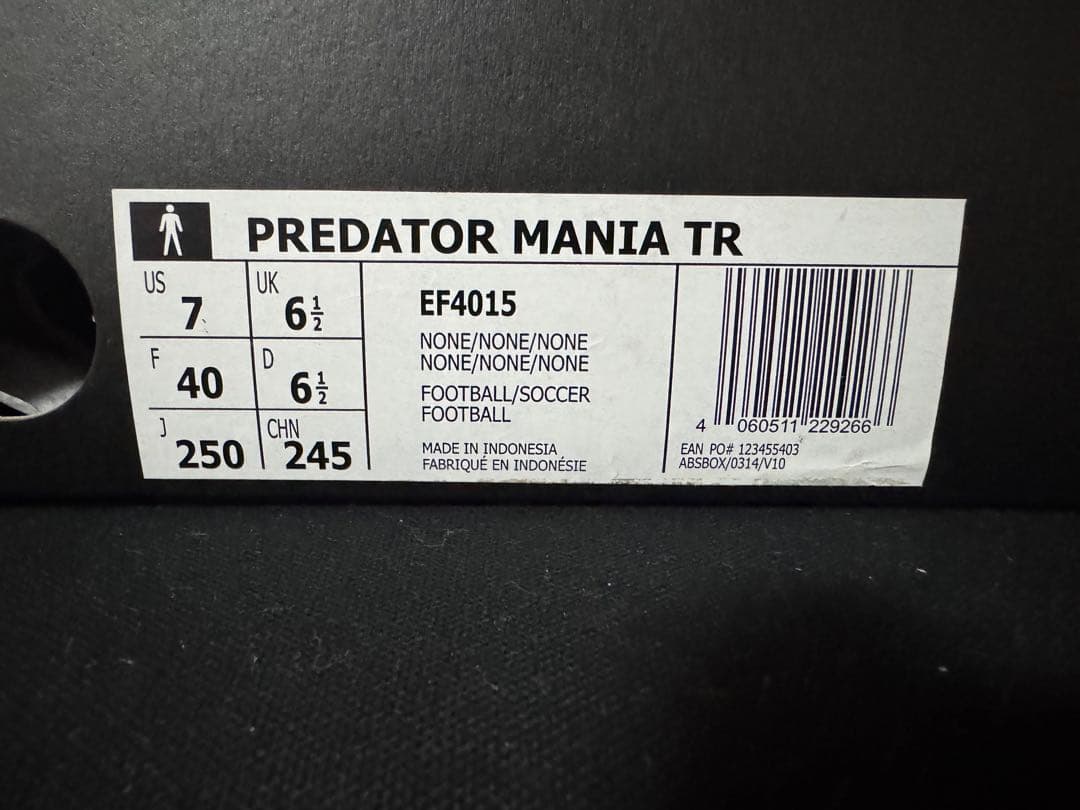 PREDATOR MANIA TR
US 7 UK 6½
F 40 D 6½
J 250 CHN 245
EF4015
NONE/NONE/NONE
NONE/NONE/NONE
FOOTBALL/SOCCER
FOOTBALL
MADE IN INDONESIA
FABRIQUÉ EN INDONÉSIE
4 060511 229266
EAN PO# 123455403
ABSBOX/0314/V10